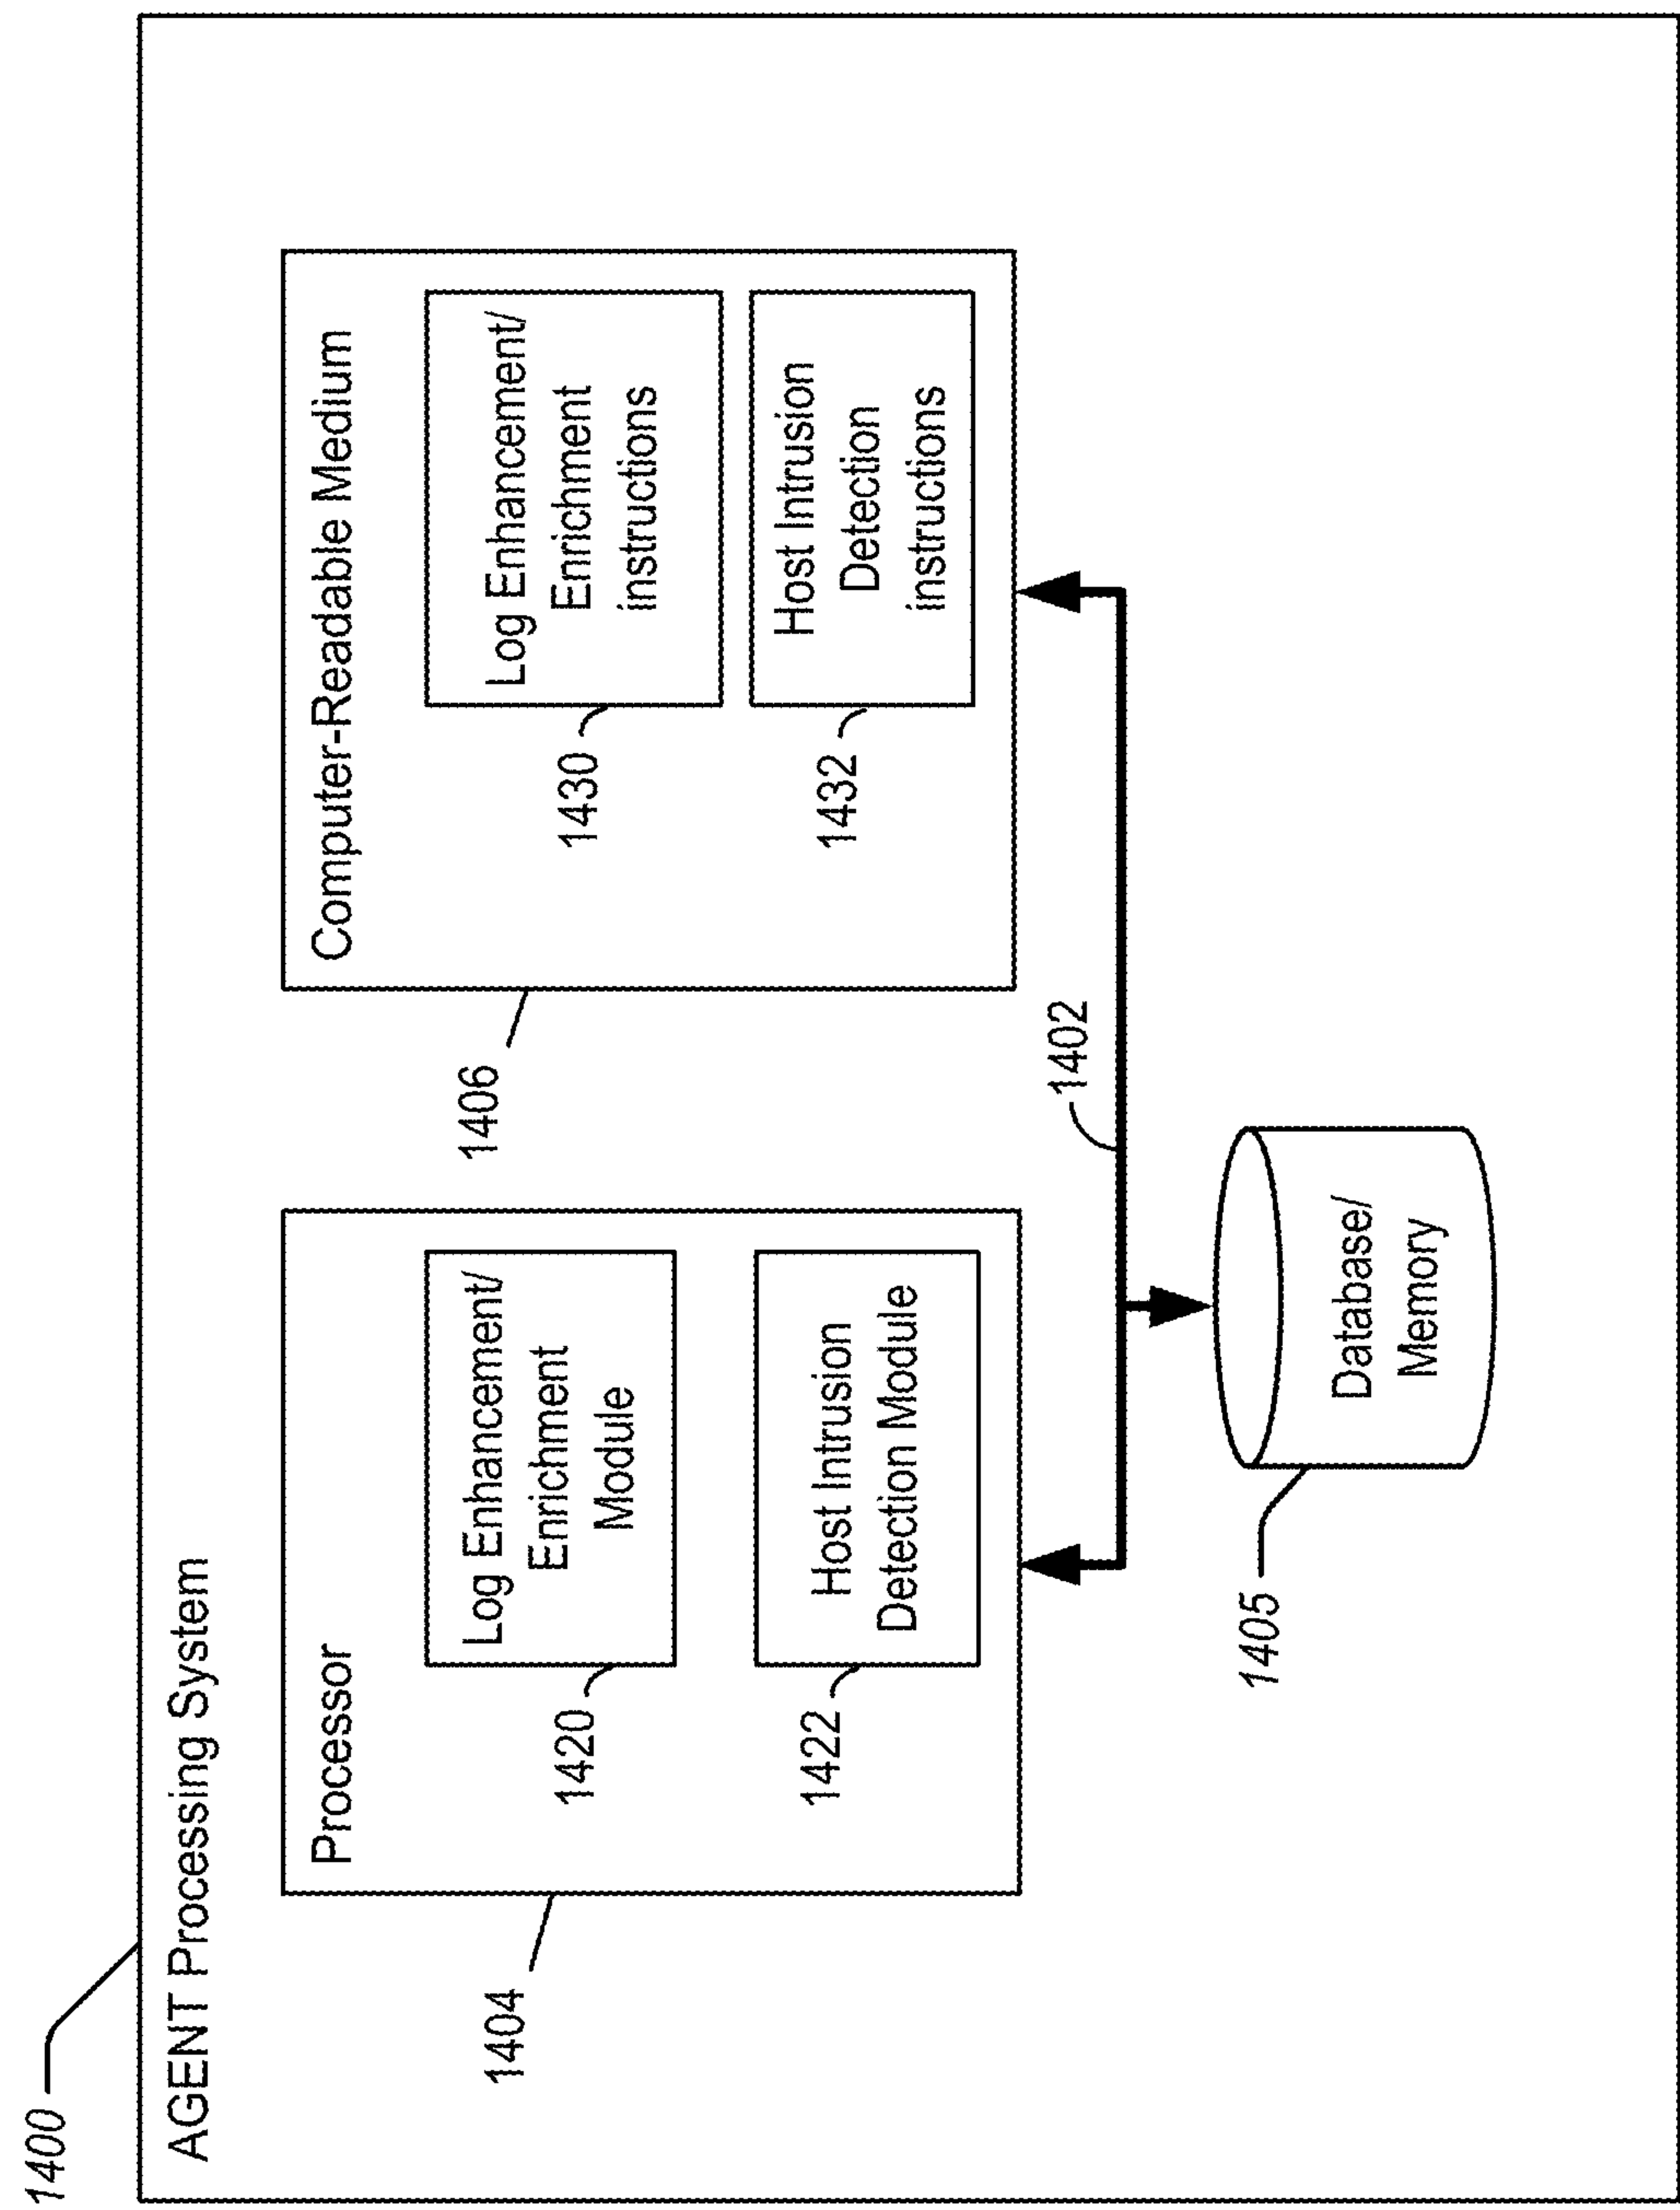 1400
AGENT Processing System
Processor
Log Enhancement/
Enrichment
Module
1420
Host Intrusion
Detection Module
1422
1404
Computer-Readable Medium
Log Enhancement/
Enrichment
instructions
1430
Host Intrusion
Detection
instructions
1432
1406
1402
Database/
Memory
1405